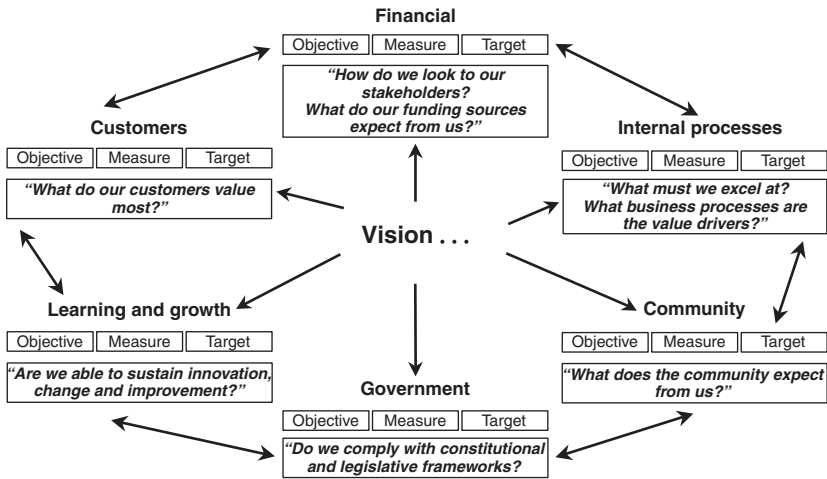 Financial
Objective Measure Target
“How do we look to our
stakeholders?
What do our funding sources
expect from us?”
Customers
Objective Measure Target
“What do our customers value
most?”
Internal processes
Objective Measure Target
“What must we excel at?
What business processes are
the value drivers?”
Vision . . .
Learning and growth
Objective Measure Target
“Are we able to sustain innovation,
change and improvement?”
Community
Objective Measure Target
“What does the community expect
from us?”
Government
Objective Measure Target
“Do we comply with constitutional
and legislative frameworks?